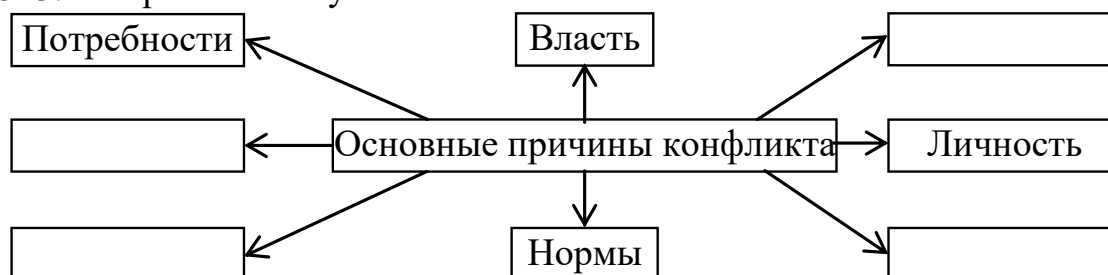 Потребности
Власть
Основные причины конфликта
Личность
Нормы